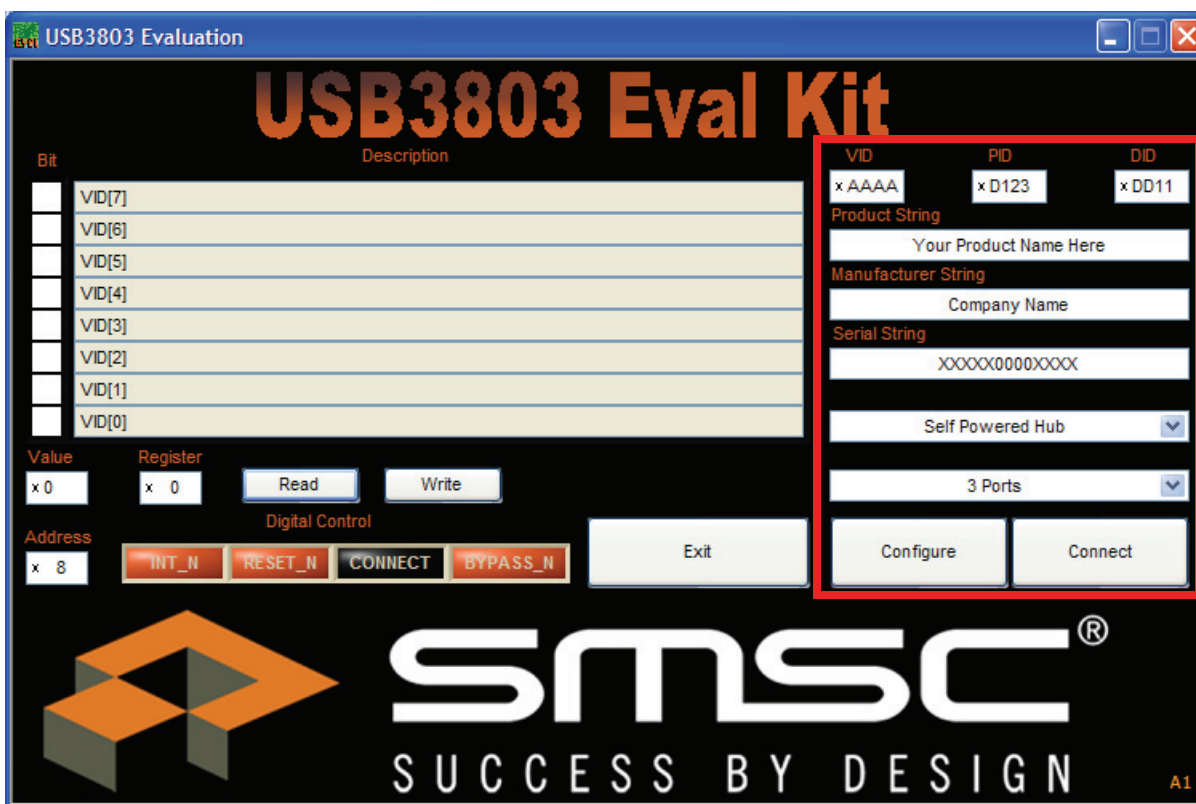 USB3803 Evaluation
USB3803 Eval Kit
Bit Description
VID[7]
VID[6]
VID[5]
VID[4]
VID[3]
VID[2]
VID[1]
VID[0]
Value Register
x 0 x 0 Read Write
Digital Control
Address
x 8 INT_N RESET_N CONNECT BYPASS_N Exit
VID PID DID
x AAAA x D123 x DD11
Product String
Your Product Name Here
Manufacturer String
Company Name
Serial String
XXXXX0000XXXX
Self Powered Hub
3 Ports
Configure Connect
smsc®
SUCCESS BY DESIGN
A1